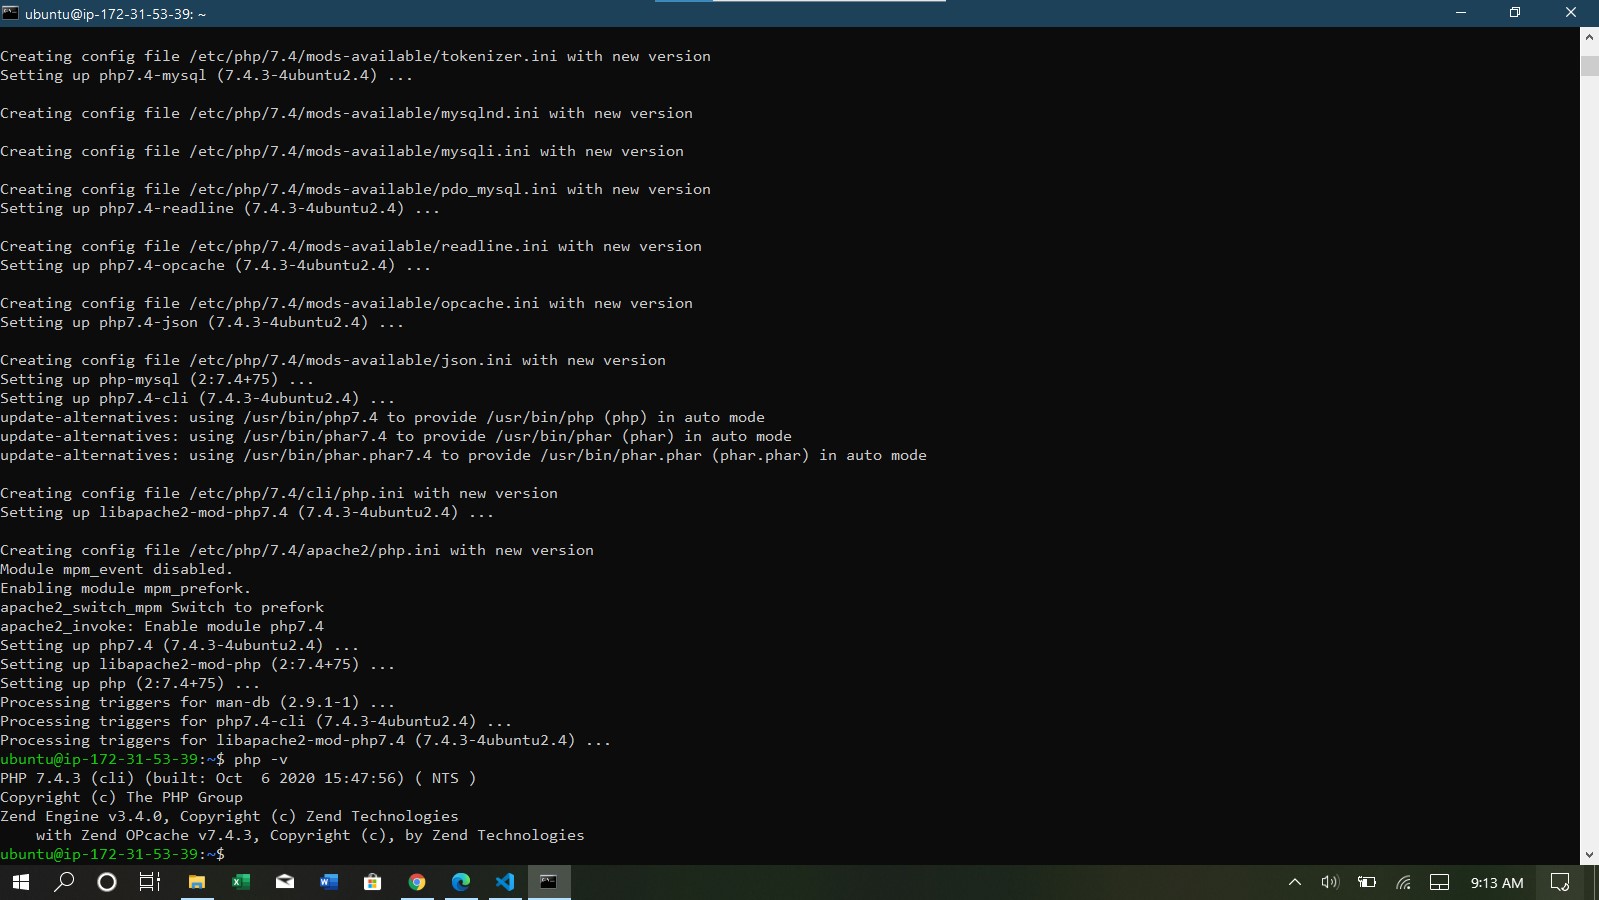 ubuntu@ip-172-31-53-39: ~
Creating config file /etc/php/7.4/mods-available/tokenizer.ini with new version
Setting up php7.4-mysql (7.4.3-4ubuntu2.4) ...
Creating config file /etc/php/7.4/mods-available/mysqlnd.ini with new version
Creating config file /etc/php/7.4/mods-available/mysqli.ini with new version
Creating config file /etc/php/7.4/mods-available/pdo_mysql.ini with new version
Setting up php7.4-readline (7.4.3-4ubuntu2.4) ...
Creating config file /etc/php/7.4/mods-available/readline.ini with new version
Setting up php7.4-opcache (7.4.3-4ubuntu2.4) ...
Creating config file /etc/php/7.4/mods-available/opcache.ini with new version
Setting up php7.4-json (7.4.3-4ubuntu2.4) ...
Creating config file /etc/php/7.4/mods-available/json.ini with new version
Setting up php-mysql (2:7.4+75) ...
Setting up php7.4-cli (7.4.3-4ubuntu2.4) ...
update-alternatives: using /usr/bin/php7.4 to provide /usr/bin/php (php) in auto mode
update-alternatives: using /usr/bin/phar7.4 to provide /usr/bin/phar (phar) in auto mode
update-alternatives: using /usr/bin/phar.phar7.4 to provide /usr/bin/phar.phar (phar.phar) in auto mode
Creating config file /etc/php/7.4/cli/php.ini with new version
Setting up libapache2-mod-php7.4 (7.4.3-4ubuntu2.4) ...
Creating config file /etc/php/7.4/apache2/php.ini with new version
Module mpm_event disabled.
Enabling module mpm_prefork.
apache2_switch_mpm Switch to prefork
apache2_invoke: Enable module php7.4
Setting up php7.4 (7.4.3-4ubuntu2.4) ...
Setting up libapache2-mod-php (2:7.4+75) ...
Setting up php (2:7.4+75) ...
Processing triggers for man-db (2.9.1-1) ...
Processing triggers for php7.4-cli (7.4.3-4ubuntu2.4) ...
Processing triggers for libapache2-mod-php7.4 (7.4.3-4ubuntu2.4) ...
ubuntu@ip-172-31-53-39:~$ php -v
PHP 7.4.3 (cli) (built: Oct  6 2020 15:47:56) ( NTS )
Copyright (c) The PHP Group
Zend Engine v3.4.0, Copyright (c) Zend Technologies
    with Zend OPcache v7.4.3, Copyright (c), by Zend Technologies
ubuntu@ip-172-31-53-39:~$
9:13 AM